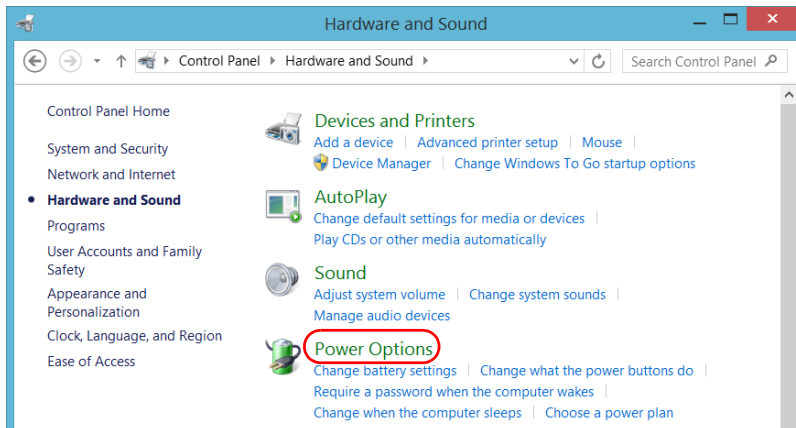 Hardware and Sound
Control Panel Hardware and Sound
Search Control Panel
Control Panel Home
System and Security
Network and Internet
Hardware and Sound
Programs
User Accounts and Family
Safety
Appearance and
Personalization
Clock, Language, and Region
Ease of Access
Devices and Printers
Add a device Advanced printer setup Mouse
Device Manager Change Windows To Go startup options
AutoPlay
Change default settings for media or devices
Play CDs or other media automatically
Sound
Adjust system volume Change system sounds
Manage audio devices
Power Options
Change battery settings Change what the power buttons do
Require a password when the computer wakes
Change when the computer sleeps Choose a power plan